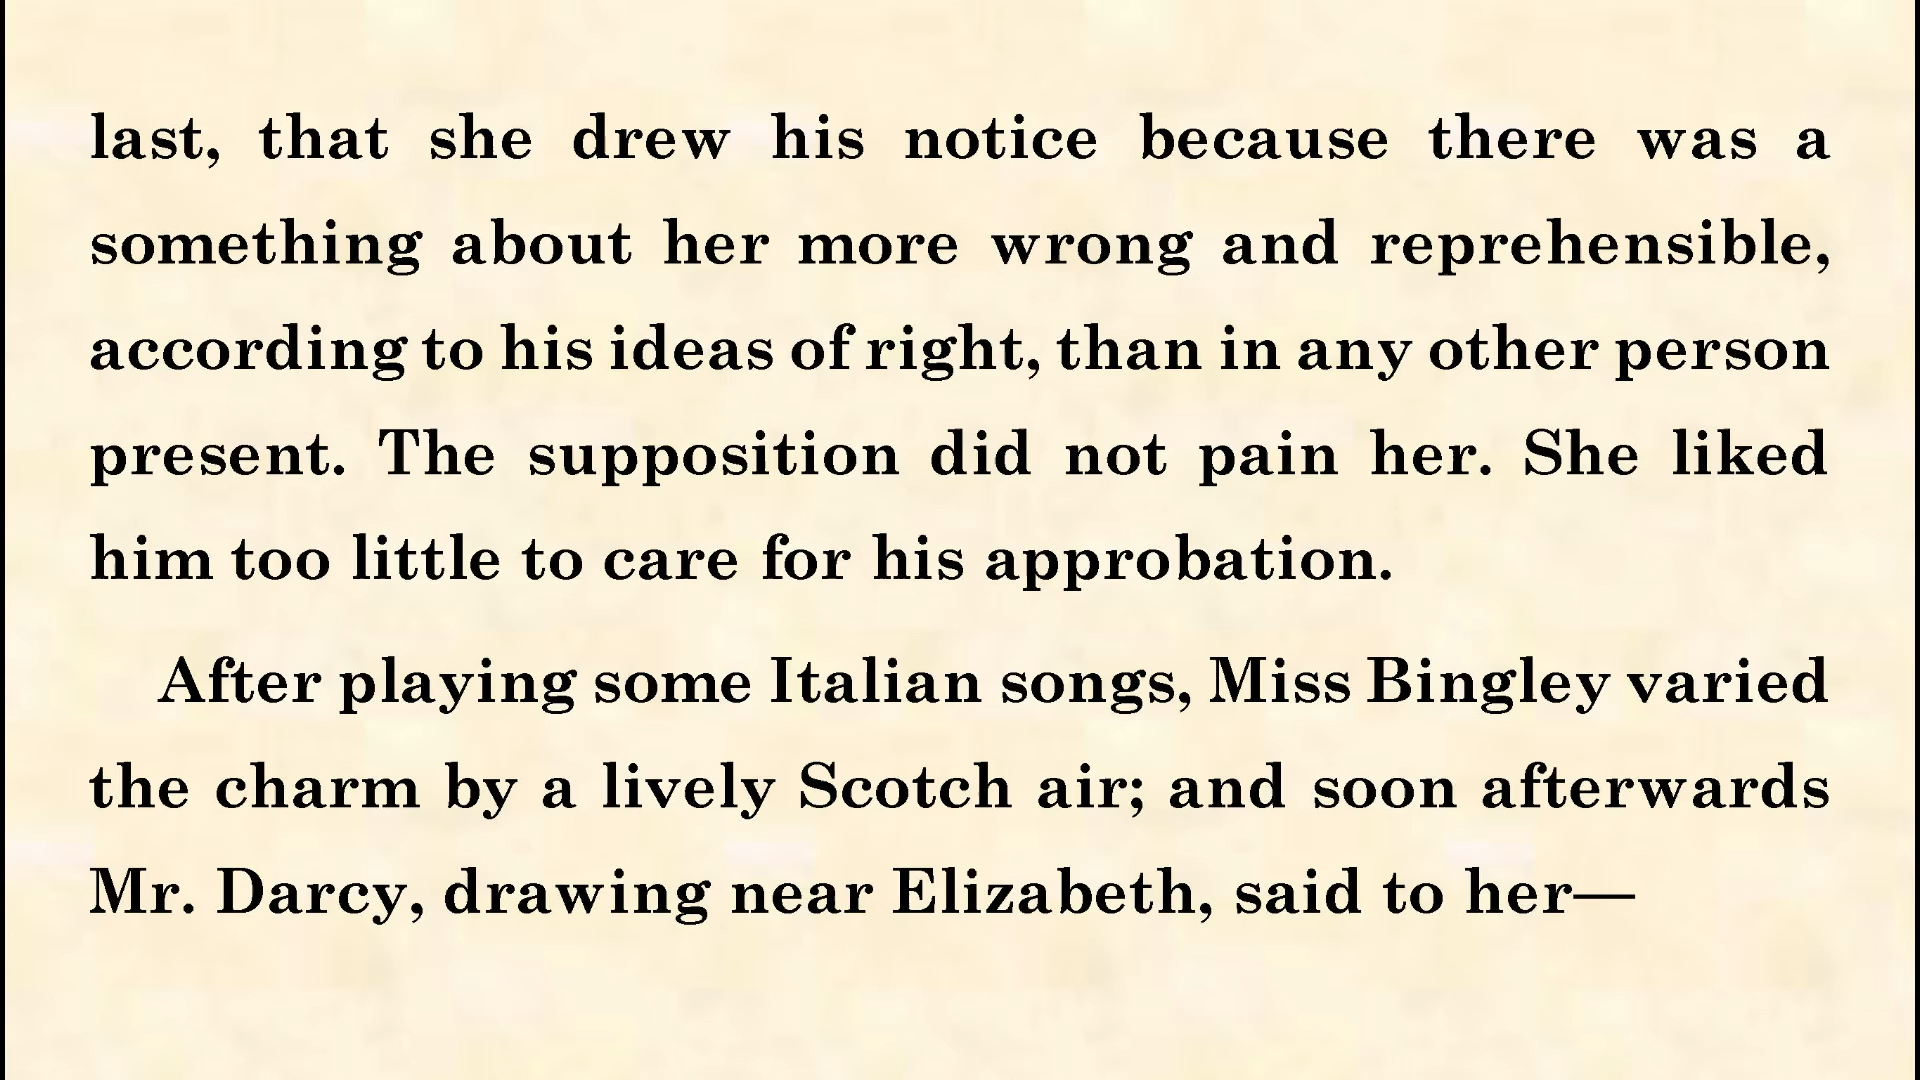 last, that she drew his notice because there was a
something about her more wrong and reprehensible,
according to his ideas of right, than in any other person
present. The supposition did not pain her. She liked
him too little to care for his approbation.
After playing some Italian songs, Miss Bingley varied
the charm by a lively Scotch air; and soon afterwards
Mr. Darcy, drawing near Elizabeth, said to her—